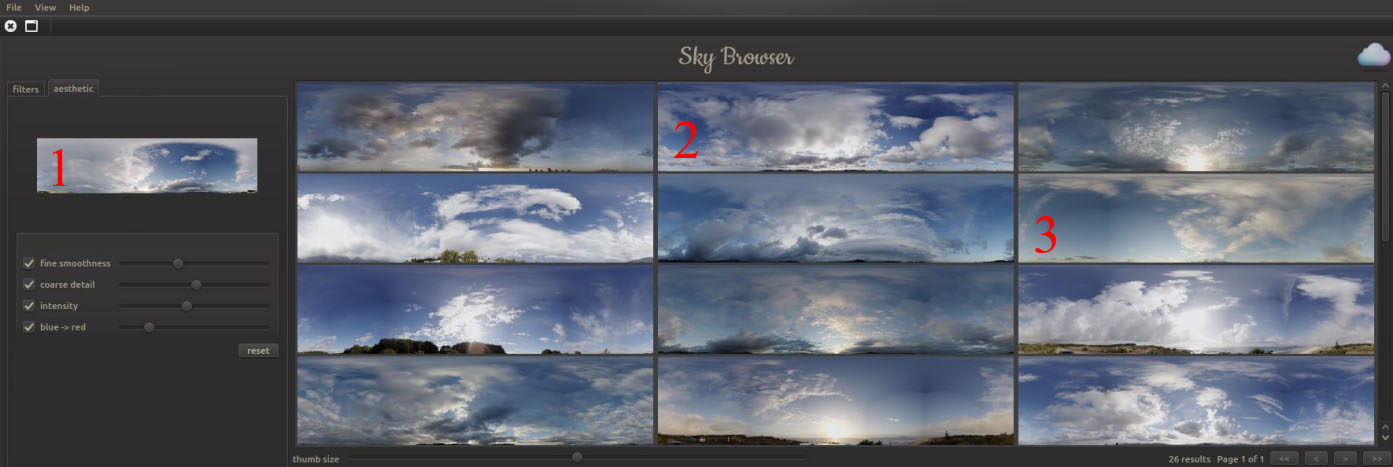 File View Help
Sky Browser
filters aesthetic
1
2
3
fine smoothness
coarse detail
intensity
blue -> red
reset
thumb size
26 results Page 1 of 1 << < > >>